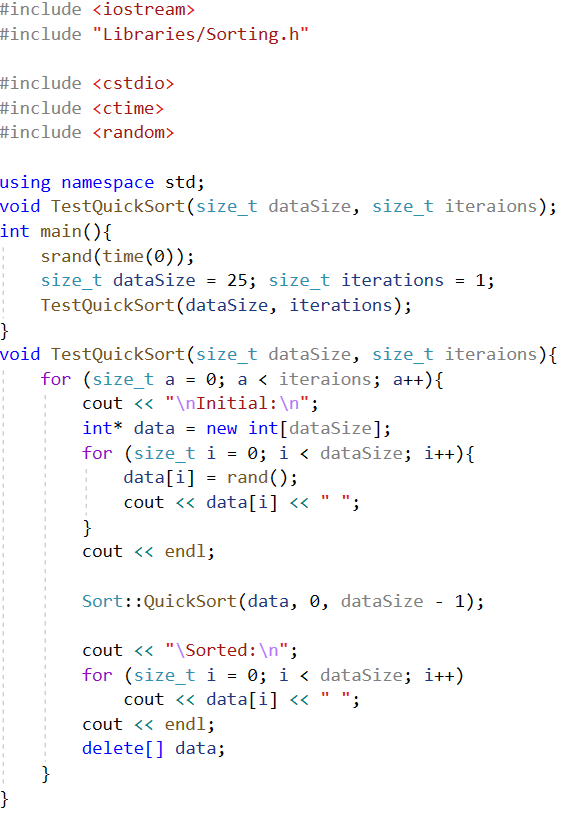 #include <iostream>
#include "Libraries/Sorting.h"

#include <cstdio>
#include <ctime>
#include <random>

using namespace std;
void TestQuickSort(size_t dataSize, size_t iteraions);
int main(){
    srand(time(0));
    size_t dataSize = 25; size_t iterations = 1;
    TestQuickSort(dataSize, iterations);
}
void TestQuickSort(size_t dataSize, size_t iteraions){
    for (size_t a = 0; a < iteraions; a++){
        cout << "\nInitial:\n";
        int* data = new int[dataSize];
        for (size_t i = 0; i < dataSize; i++){
            data[i] = rand();
            cout << data[i] << " ";
        }
        cout << endl;

        Sort::QuickSort(data, 0, dataSize - 1);

        cout << "\Sorted:\n";
        for (size_t i = 0; i < dataSize; i++)
            cout << data[i] << " ";
        cout << endl;
        delete[] data;
    }
}